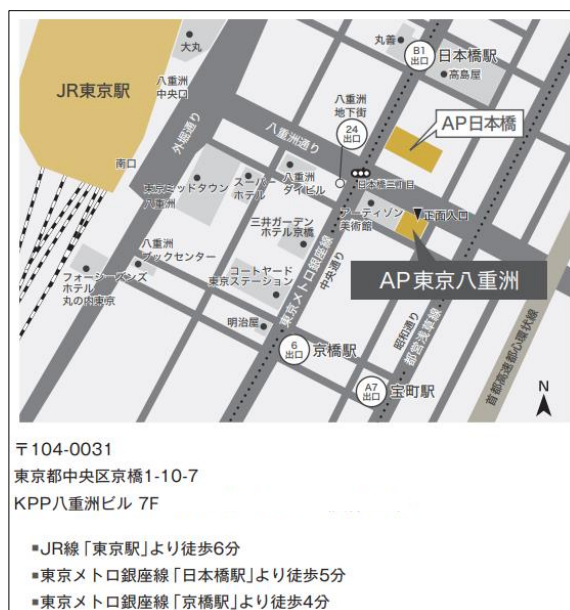 大丸
丸善
B1
出口
日本橋駅
高島屋
JR東京駅
八重洲
中央口
八重洲
地下街
24
出口
AP日本橋
外堀通り
八重洲通り
南口
東京ミッドタウン
八重洲
スーパー
ホテル
八重洲
ダイビル
日本橋三丁目
アーティゾン
美術館
正面入口
三井ガーデン
ホテル京橋
八重洲
ブックセンター
フォーシーズンズ
ホテル
丸の内東京
コートヤード
東京ステーション
東京メトロ銀座線
中央通り
AP東京八重洲
明治屋
6
出口
京橋駅
昭和通り
都営浅草線
首都高速都心環状線
A7
出口
宝町駅
N
〒104-0031
東京都中央区京橋1-10-7
KPP八重洲ビル 7F
▪JR線「東京駅」より徒歩6分
▪東京メトロ銀座線「日本橋駅」より徒歩5分
▪東京メトロ銀座線「京橋駅」より徒歩4分